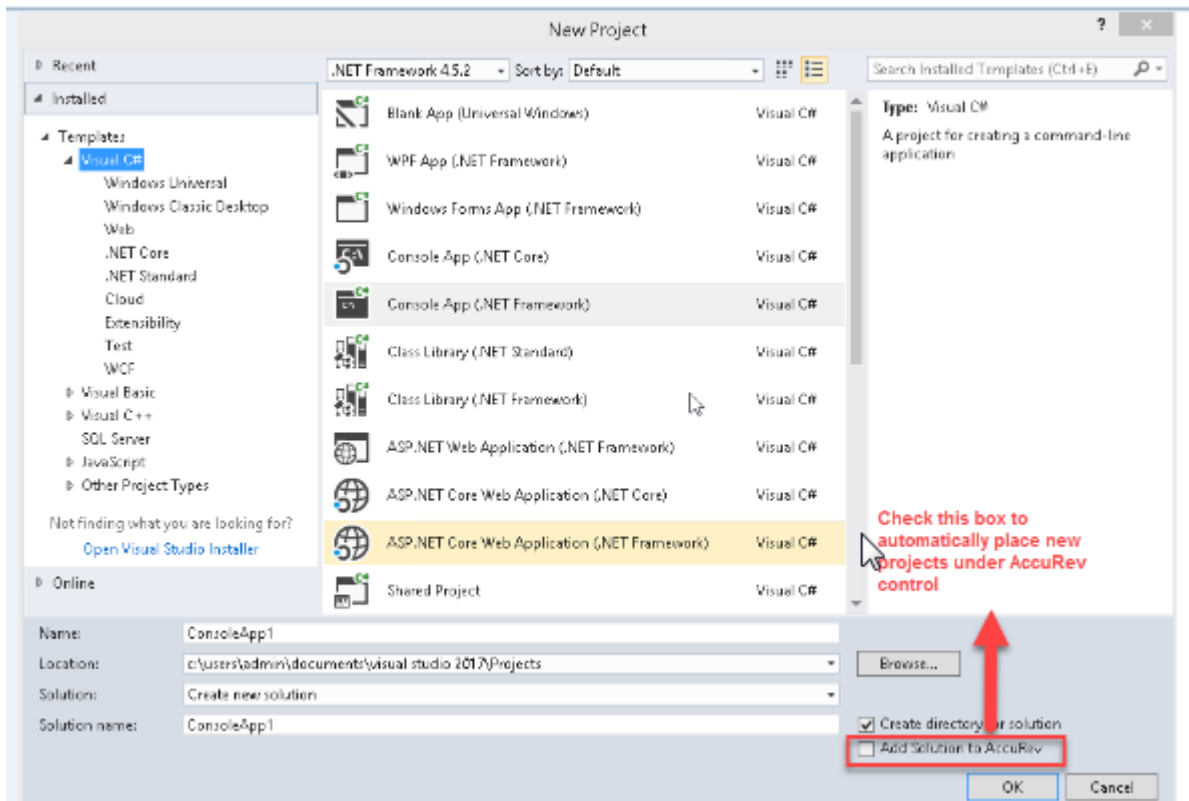 New Project
?
Recent
.NET Framework 4.5.2
Sort by: Default
Search Installed Templates (Ctrl+E)
Installed
Templates
Visual C#
Windows Universal
Windows Classic Desktop
Web
.NET Core
.NET Standard
Cloud
Extensibility
Test
WCF
Visual Basic
Visual C++
SQL Server
JavaScript
Other Project Types
Not finding what you are looking for?
Open Visual Studio Installer
Online
Blank App (Universal Windows) Visual C#
WPF App (.NET Framework) Visual C#
Windows Forms App (.NET Framework) Visual C#
Console App (.NET Core) Visual C#
Console App (.NET Framework) Visual C#
Class Library (.NET Standard) Visual C#
Class Library (.NET Framework) Visual C#
ASP.NET Web Application (.NET Framework) Visual C#
ASP.NET Core Web Application (.NET Core) Visual C#
ASP.NET Core Web Application (.NET Framework) Visual C#
Shared Project Visual C#
Type: Visual C#
A project for creating a command-line
application
Check this box to
automatically place new
projects under AccuRev
control
Name: ConsoleApp1
Location: c:\users\admin\documents\visual studio 2017\Projects
Browse...
Solution: Create new solution
Solution name: ConsoleApp1
Create directory for solution
Add Solution to AccuRev
OK Cancel